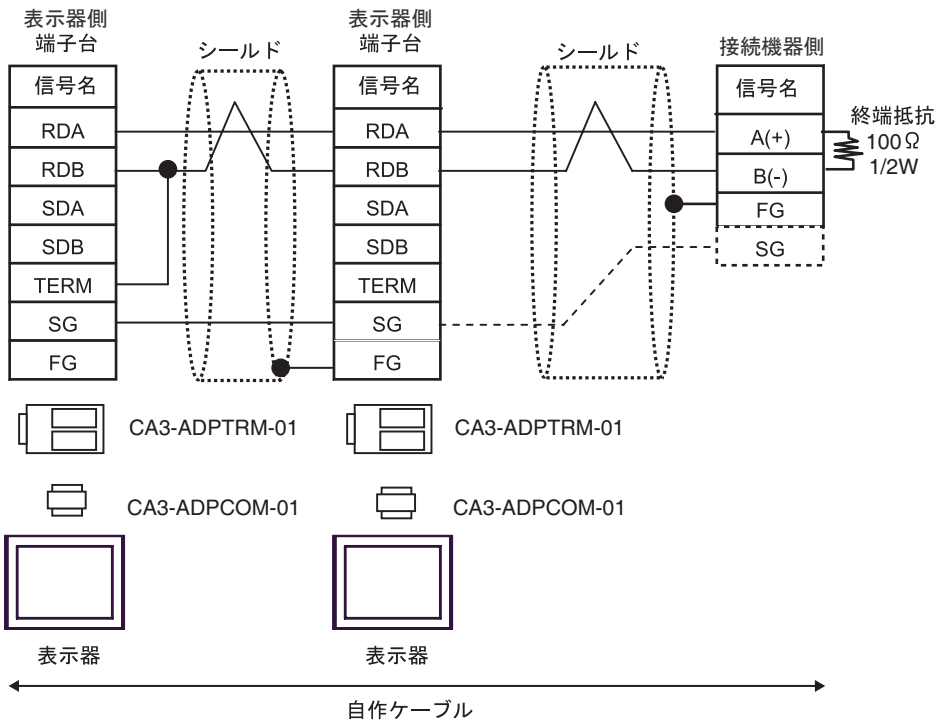 表示器側
端子台
信号名
RDA
RDB
SDA
SDB
TERM
SG
FG
シールド
表示器側
端子台
信号名
RDA
RDB
SDA
SDB
TERM
SG
FG
シールド
接続機器側
信号名
A(+)
B(-)
FG
SG
終端抵抗
100Ω
1/2W
CA3-ADPTRM-01
CA3-ADPTRM-01
CA3-ADPCOM-01
CA3-ADPCOM-01
表示器
表示器
自作ケーブル